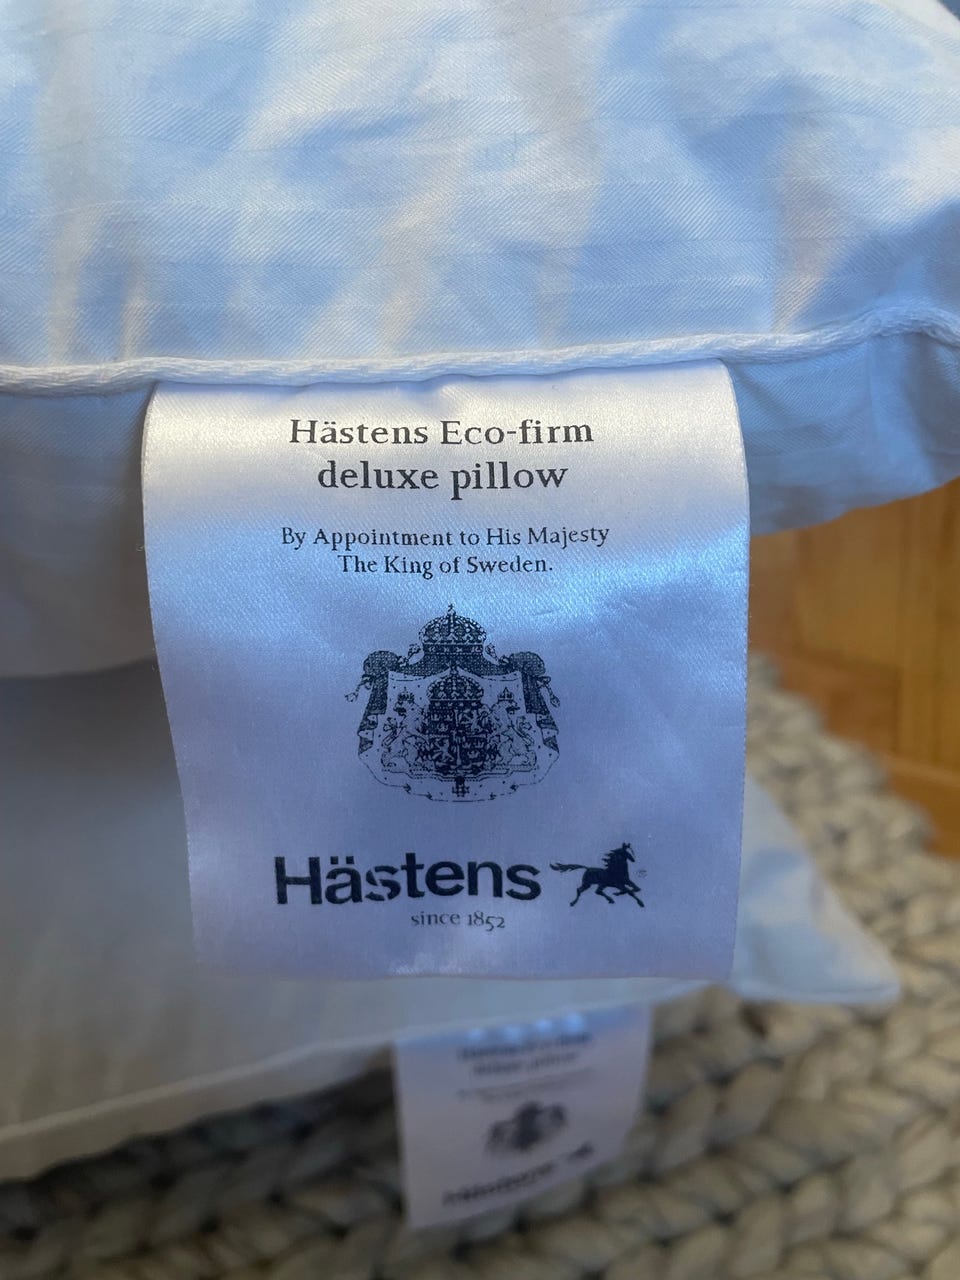 Hästens Eco-firm
deluxe pillow
By Appointment to His Majesty
The King of Sweden.
Hästens
since 1852